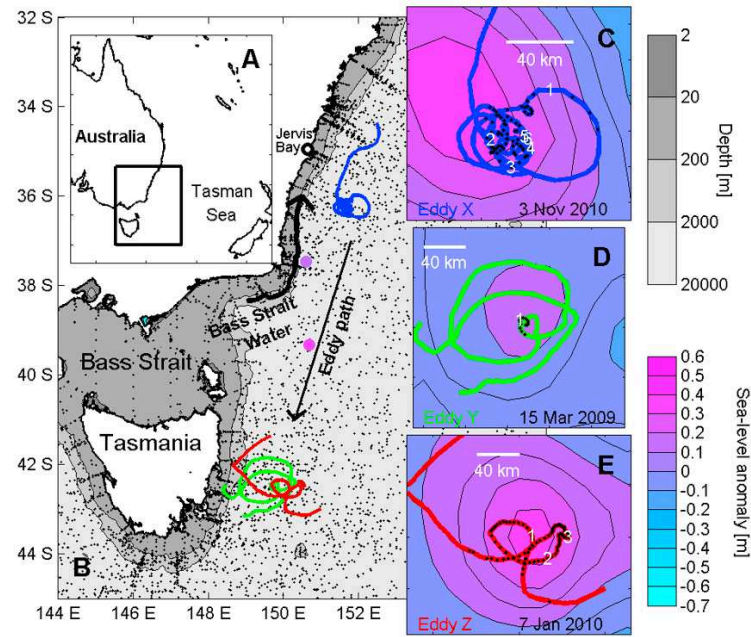 A
Australia
Tasman
Sea
34 S
36 S
38 S
40 S
42 S
44 S
Jervis
Bay
Bass Strait
Water
Eddy path
Bass Strait
Tasmania
B
144 E
146 E
148 E
150 E
152 E
C
40 km
1
2
3
4
5
Eddy X
3 Nov 2010
D
40 km
1
Eddy Y
15 Mar 2009
E
40 km
1
2
3
Eddy Z
7 Jan 2010
2
20
200
2000
20000
Depth [m]
0.6
0.5
0.4
0.3
0.2
0.1
0
-0.1
-0.2
-0.3
-0.4
-0.5
-0.6
-0.7
Sea-level anomaly [m]